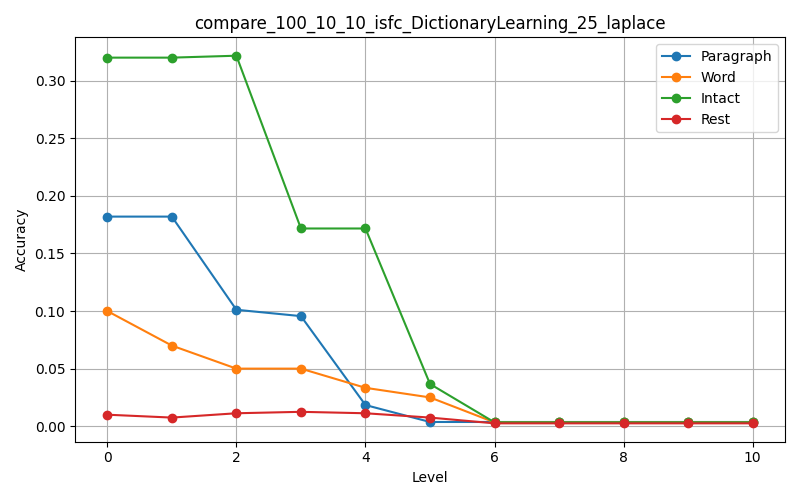 compare_100_10_10_isfc_DictionaryLearning_25_laplace
Accuracy
0.30
0.25
0.20
0.15
0.10
0.05
0.00
Paragraph
Word
Intact
Rest
0 2 4 6 8 10
Level